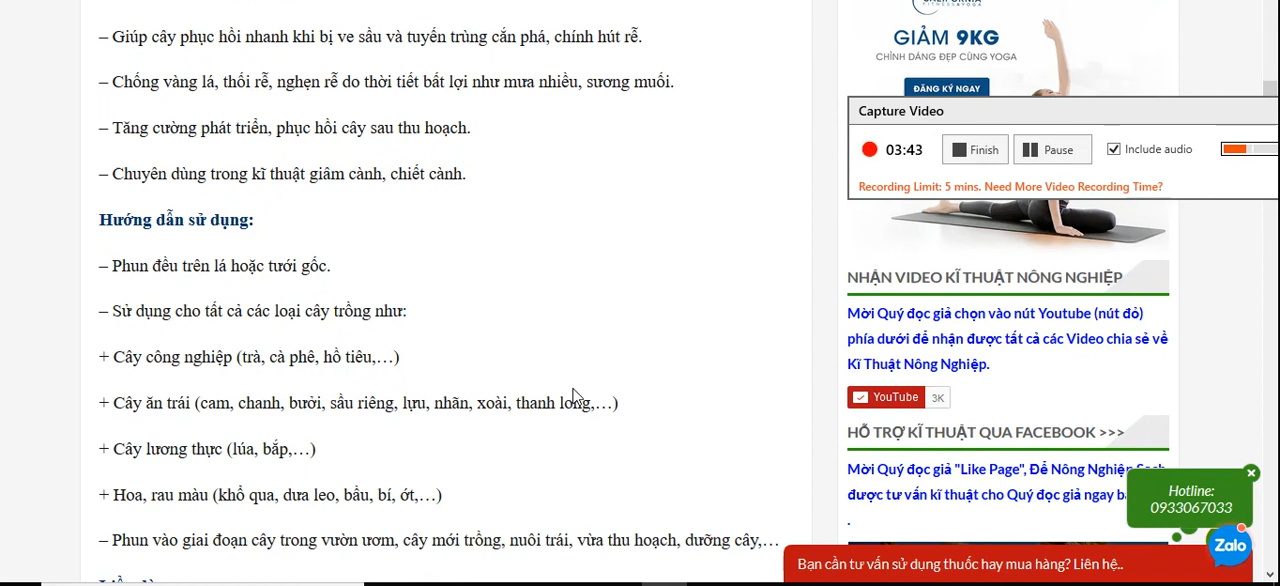 – Giúp cây phục hồi nhanh khi bị ve sầu và tuyến trùng cắn phá, chính hút rễ.
– Chống vàng lá, thối rễ, nghẹn rễ do thời tiết bất lợi như mưa nhiều, sương muối.
– Tăng cường phát triển, phục hồi cây sau thu hoạch.
– Chuyên dùng trong kĩ thuật giâm cành, chiết cành.
Hướng dẫn sử dụng:
– Phun đều trên lá hoặc tưới gốc.
– Sử dụng cho tất cả các loại cây trồng như:
+ Cây công nghiệp (trà, cà phê, hồ tiêu,…)
+ Cây ăn trái (cam, chanh, bưởi, sầu riêng, lựu, nhãn, xoài, thanh long,…)
+ Cây lương thực (lúa, bắp,…)
+ Hoa, rau màu (khổ qua, dưa leo, bầu, bí, ớt,…)
– Phun vào giai đoạn cây trong vườn ươm, cây mới trồng, nuôi trái, vừa thu hoạch, dưỡng cây,…
FITNESS&YOGA
GIẢM 9KG
CHỈNH DÁNG ĐẸP CÙNG YOGA
ĐĂNG KÝ NGAY
Capture Video
03:43
Finish
Pause
Include audio
Recording Limit: 5 mins. Need More Video Recording Time?
NHẬN VIDEO KĨ THUẬT NÔNG NGHIỆP
Mời Quý đọc giả chọn vào nút Youtube (nút đỏ)
phía dưới để nhận được tất cả các Video chia sẻ về
Kĩ Thuật Nông Nghiệp.
YouTube 3K
HỖ TRỢ KĨ THUẬT QUA FACEBOOK >>>
Mời Quý đọc giả "Like Page", Để Nông Nghiệp Sạch
được tư vấn kĩ thuật cho Quý đọc giả ngay
.
Hotline:
0933067033
Zalo
Bạn cần tư vấn sử dụng thuốc hay mua hàng? Liên hệ..